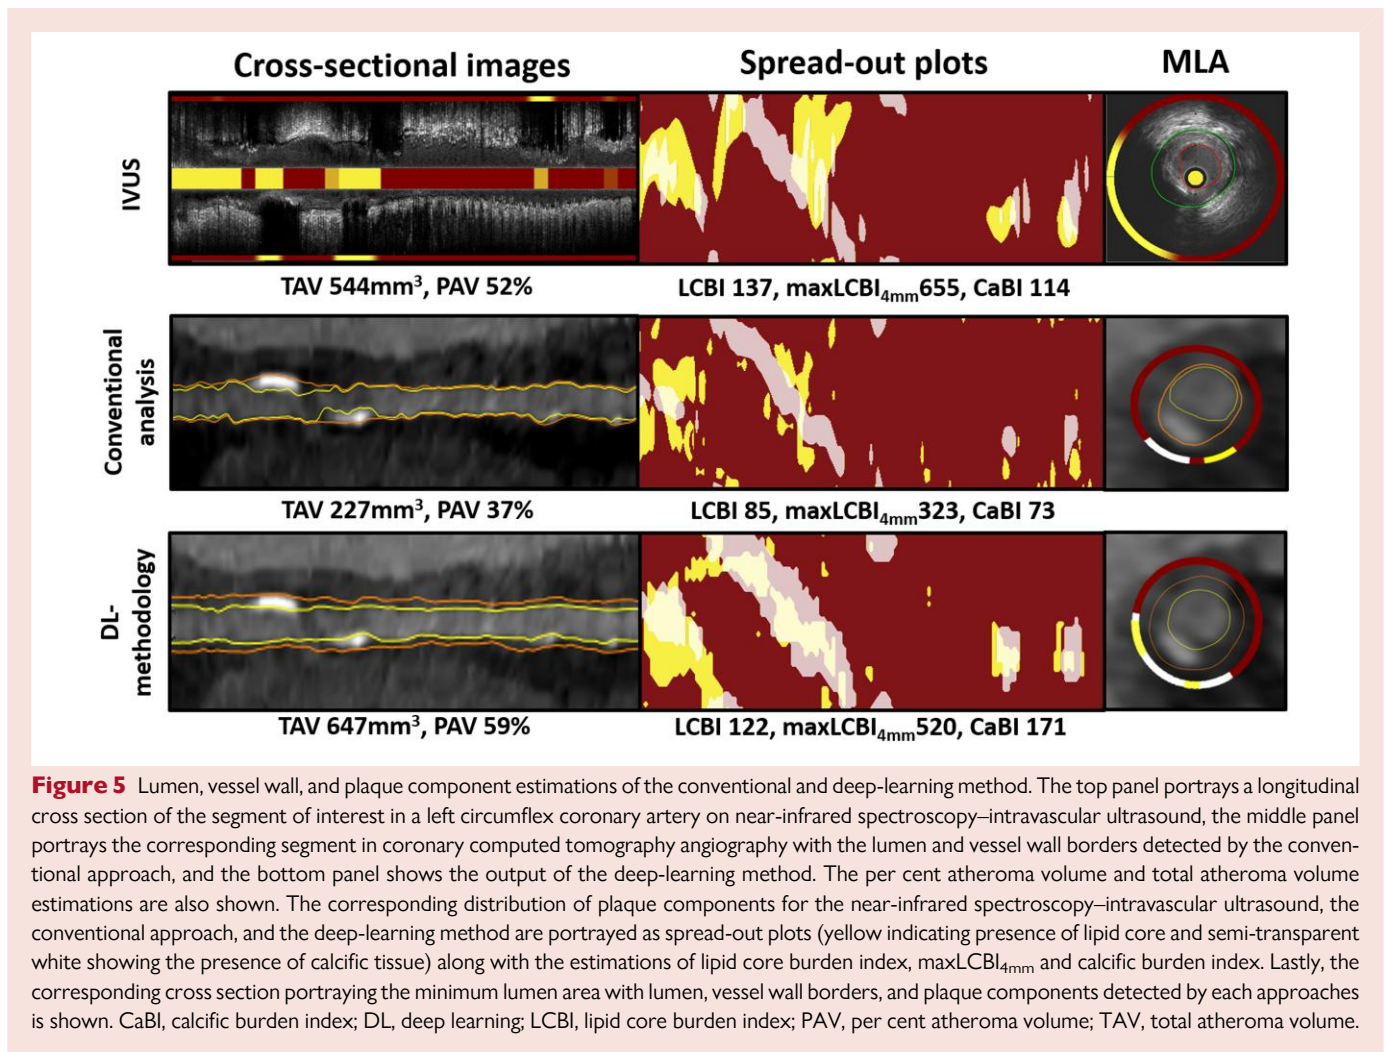 Cross-sectional images
Spread-out plots
MLA
IVUS
TAV 544mm³, PAV 52%
LCBI 137, maxLCBI₄ₘₘ655, CaBI 114
Conventional
analysis
TAV 227mm³, PAV 37%
LCBI 85, maxLCBI₄ₘₘ323, CaBI 73
DL-
methodology
TAV 647mm³, PAV 59%
LCBI 122, maxLCBI₄ₘₘ520, CaBI 171
Figure 5 Lumen, vessel wall, and plaque component estimations of the conventional and deep-learning method. The top panel portrays a longitudinal
cross section of the segment of interest in a left circumflex coronary artery on near-infrared spectroscopy–intravascular ultrasound, the middle panel
portrays the corresponding segment in coronary computed tomography angiography with the lumen and vessel wall borders detected by the conven-
tional approach, and the bottom panel shows the output of the deep-learning method. The per cent atheroma volume and total atheroma volume
estimations are also shown. The corresponding distribution of plaque components for the near-infrared spectroscopy–intravascular ultrasound, the
conventional approach, and the deep-learning method are portrayed as spread-out plots (yellow indicating presence of lipid core and semi-transparent
white showing the presence of calcific tissue) along with the estimations of lipid core burden index, maxLCBI₄ₘₘ and calcific burden index. Lastly, the
corresponding cross section portraying the minimum lumen area with lumen, vessel wall borders, and plaque components detected by each approaches
is shown. CaBI, calcific burden index; DL, deep learning; LCBI, lipid core burden index; PAV, per cent atheroma volume; TAV, total atheroma volume.